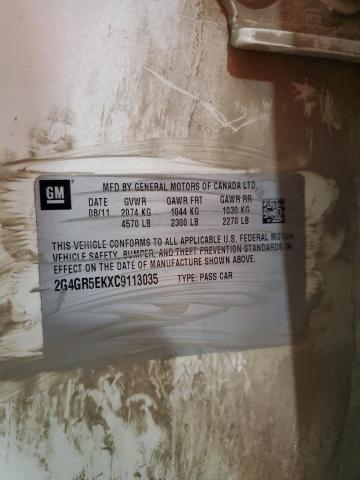 GM
MFD BY GENERAL MOTORS OF CANADA LTD.
DATE GVWR GAWR FRT GAWR RR
08/11 2074 KG 1044 KG 1030 KG
4570 LB 2300 LB 2270 LB
THIS VEHICLE CONFORMS TO ALL APPLICABLE U.S. FEDERAL MOTOR
VEHICLE SAFETY, BUMPER, AND THEFT PREVENTION STANDARDS IN
EFFECT ON THE DATE OF MANUFACTURE SHOWN ABOVE.
2G4GR5EKXC9113035 TYPE: PASS CAR